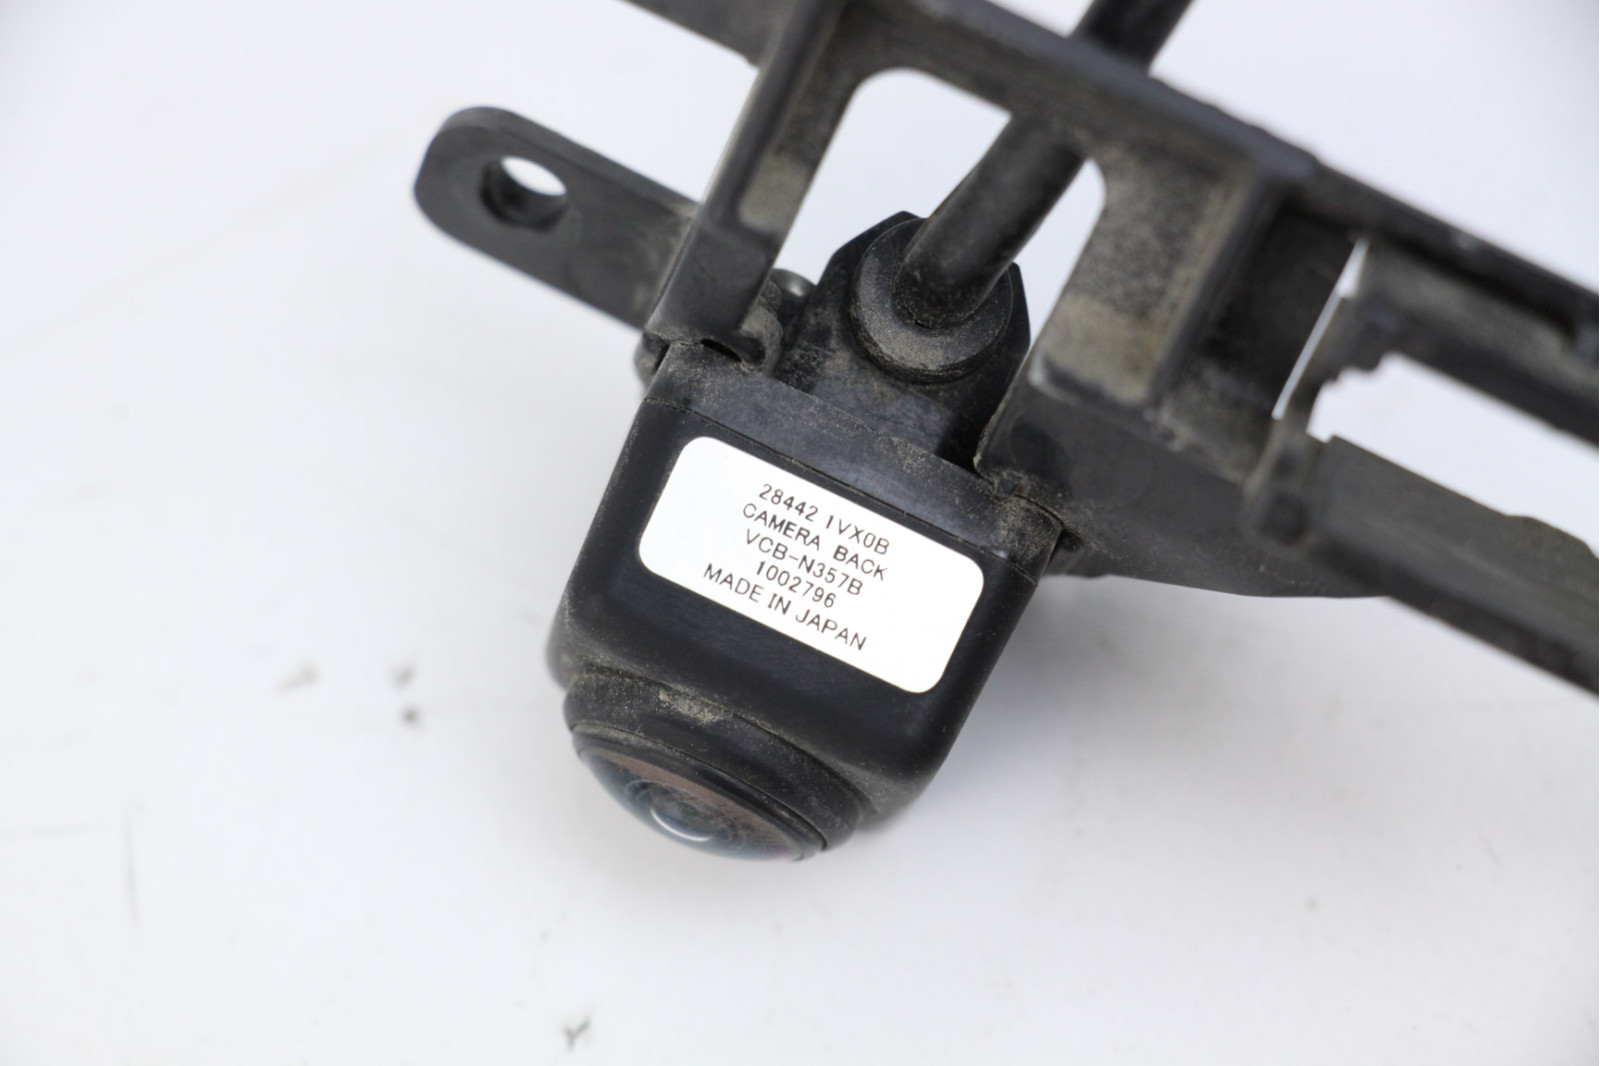 28442 1VX0B
CAMERA BACK
VCB-N357B
1002796
MADE IN JAPAN